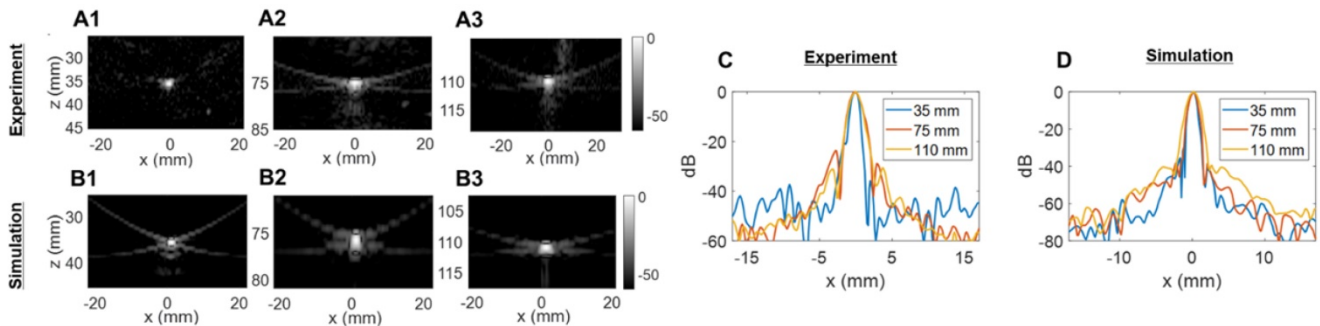 A1
A2
A3
Experiment
z (mm)
30
35
40
45
75
85
110
115
0
-50
-20 0 20
x (mm)
-20 0 20
x (mm)
-20 0 20
x (mm)
B1
B2
B3
Simulation
z (mm)
30
40
75
80
105
110
115
0
-50
-20 0 20
x (mm)
-20 0 20
x (mm)
-20 0 20
x (mm)
C
Experiment
dB
0
-20
-40
-60
35 mm
75 mm
110 mm
-15 -5 5 15
x (mm)
D
Simulation
dB
0
-20
-40
-60
-80
35 mm
75 mm
110 mm
-10 0 10
x (mm)